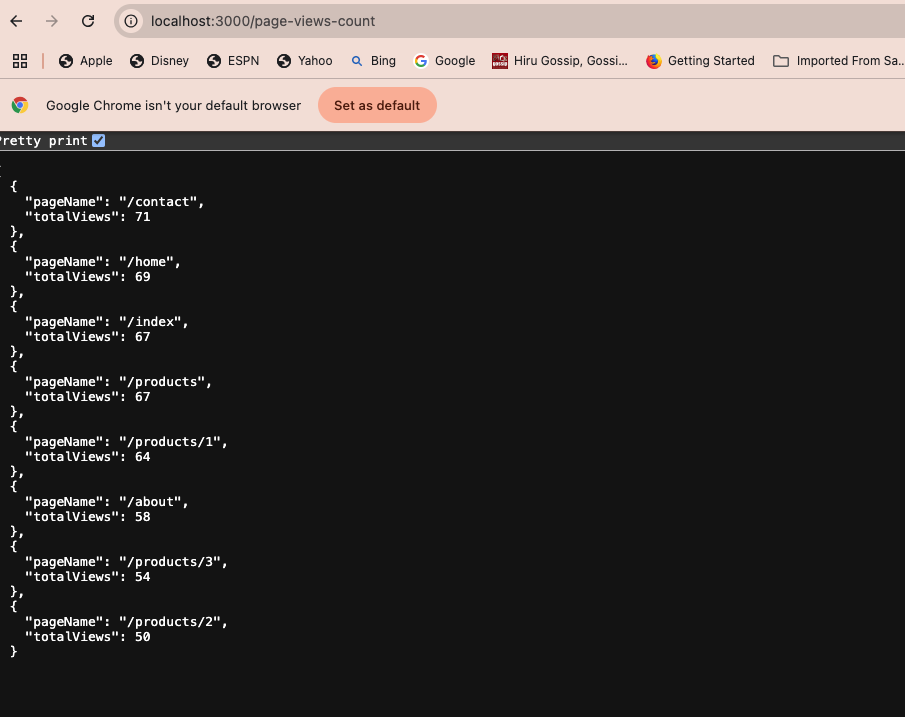 localhost:3000/page-views-count
Apple Disney ESPN Yahoo Bing Google Hiru Gossip, Gossi... Getting Started Imported From Sa...
Google Chrome isn't your default browser Set as default
Pretty print
[
{
"pageName": "/contact",
"totalViews": 71
},
{
"pageName": "/home",
"totalViews": 69
},
{
"pageName": "/index",
"totalViews": 67
},
{
"pageName": "/products",
"totalViews": 67
},
{
"pageName": "/products/1",
"totalViews": 64
},
{
"pageName": "/about",
"totalViews": 58
},
{
"pageName": "/products/3",
"totalViews": 54
},
{
"pageName": "/products/2",
"totalViews": 50
}